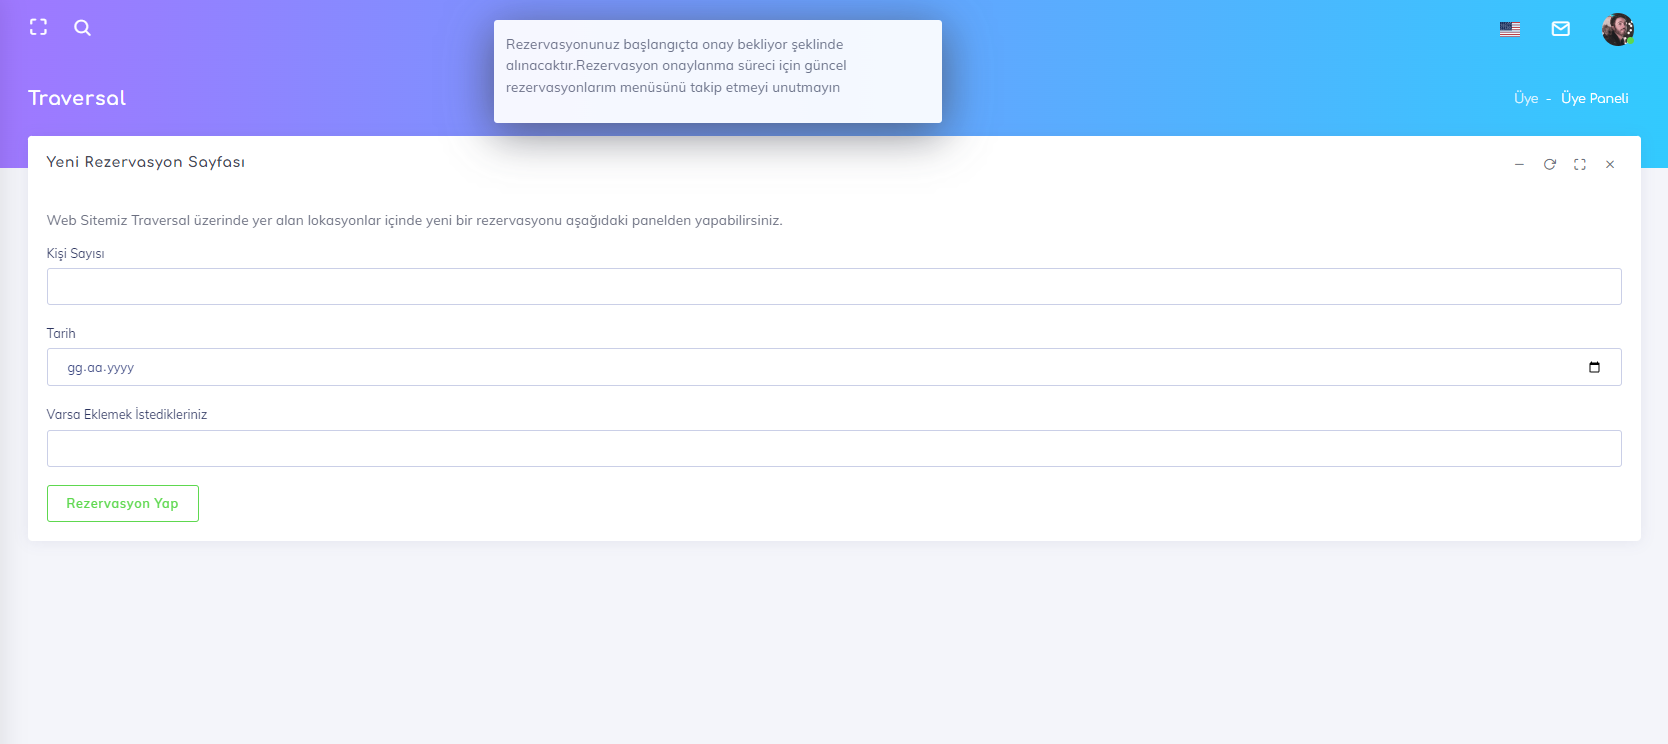 Rezervasyonunuz başlangıçta onay bekliyor şeklinde
alınacaktır.Rezervasyon onaylanma süreci için güncel
rezervasyonlarım menüsünü takip etmeyi unutmayın
Traversal
Üye - Üye Paneli
Yeni Rezervasyon Sayfası
Web Sitemiz Traversal üzerinde yer alan lokasyonlar içinde yeni bir rezervasyonu aşağıdaki panelden yapabilirsiniz.
Kişi Sayısı
Tarih
gg.aa.yyyy
Varsa Eklemek İstedikleriniz
Rezervasyon Yap